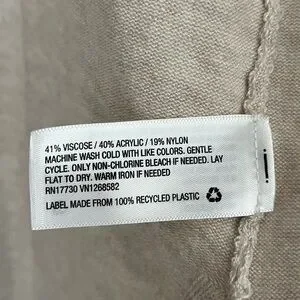 41% VISCOSE / 40% ACRYLIC / 19% NYLON
MACHINE WASH COLD WITH LIKE COLORS. GENTLE
CYCLE. ONLY NON-CHLORINE BLEACH IF NEEDED. LAY
FLAT TO DRY. WARM IRON IF NEEDED
RN17730 VN1268582
LABEL MADE FROM 100% RECYCLED PLASTIC